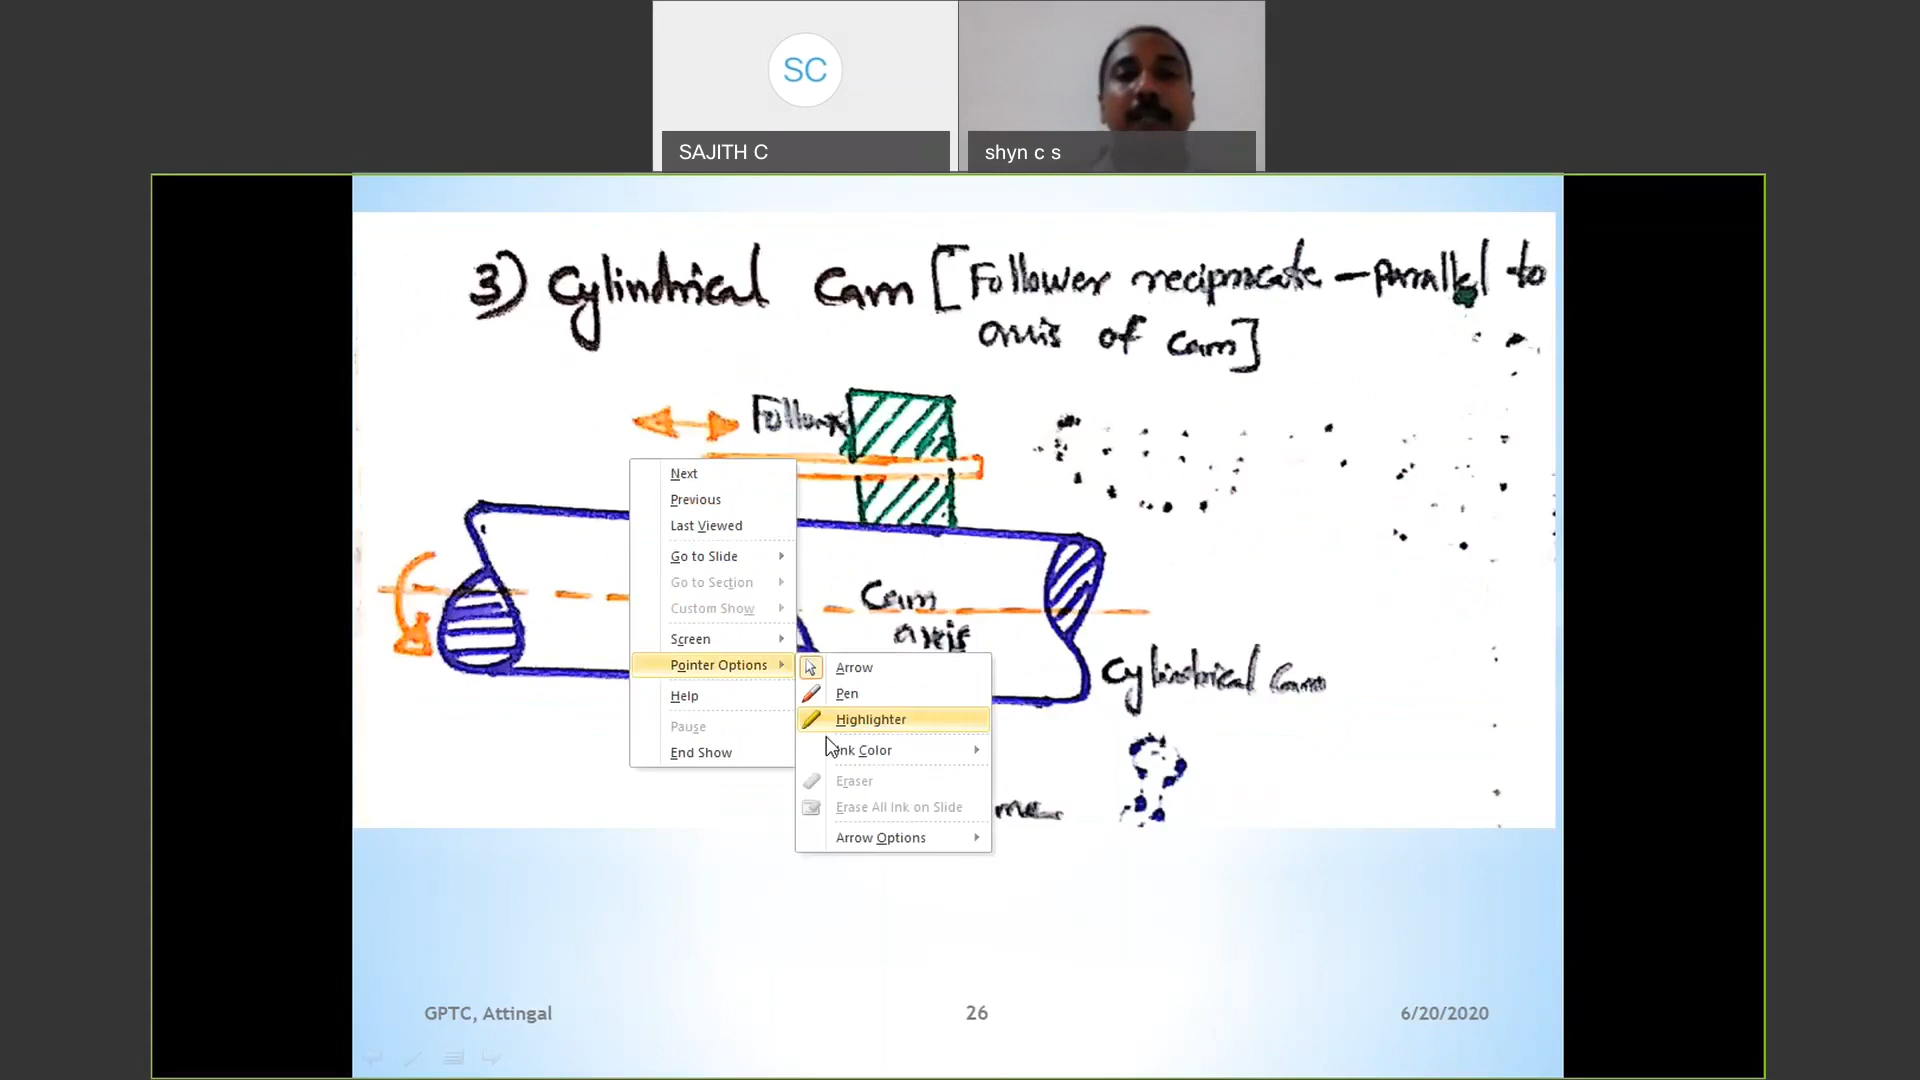 SC
SAJITH C
shyn c s
3) Cylindrical Cam [Follower reciprocate - parallel to
axis of cam]
Follower
Next
Previous
Last Viewed
Go to Slide
Go to Section
Custom Show
Screen
Pointer Options
Help
Pause
End Show
Cam
axis
Arrow
Pen
Highlighter
Ink Color
Eraser
Erase All Ink on Slide
Arrow Options
Cylindrical Cam
GPTC, Attingal
26
6/20/2020